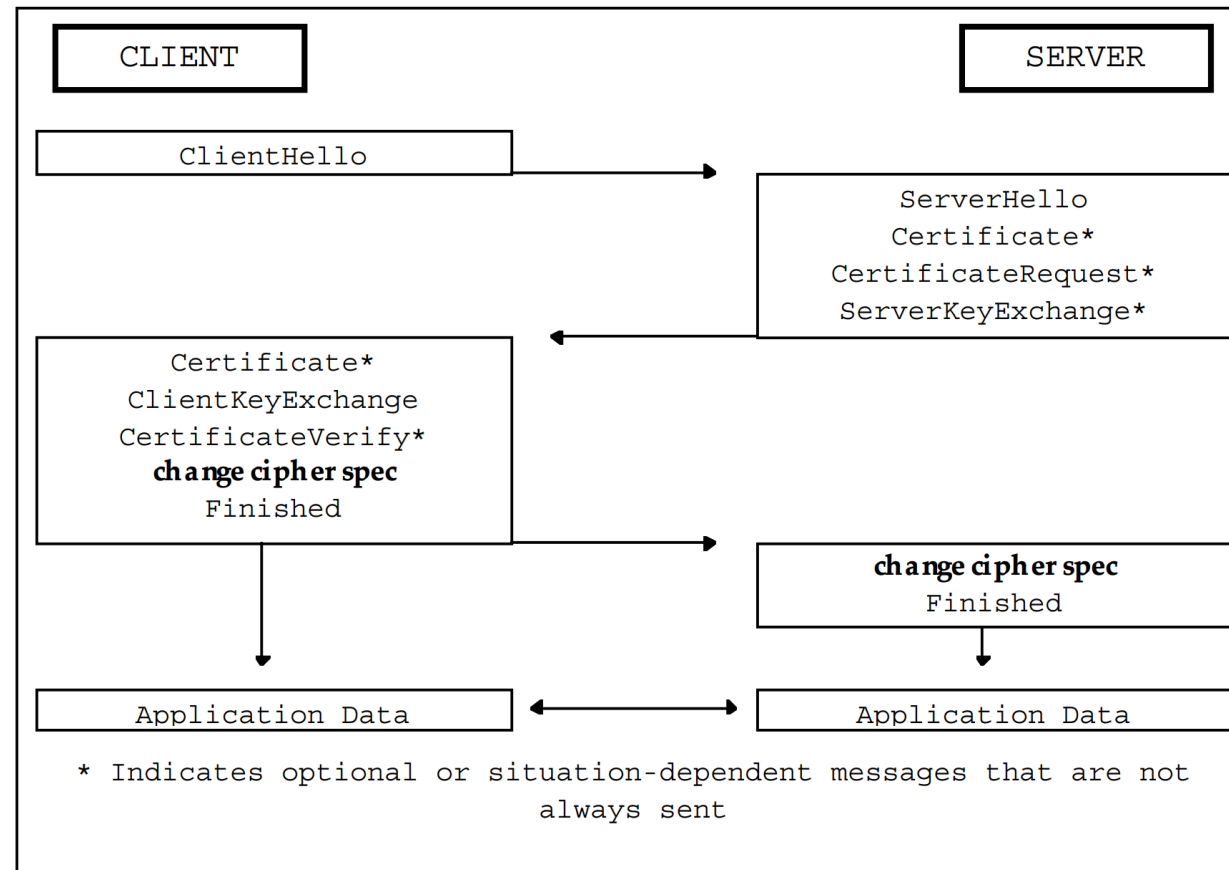 CLIENT
SERVER
ClientHello
ServerHello
Certificate*
CertificateRequest*
ServerKeyExchange*
Certificate*
ClientKeyExchange
CertificateVerify*
change cipher spec
Finished
change cipher spec
Finished
Application Data
Application Data
* Indicates optional or situation-dependent messages that are not
always sent